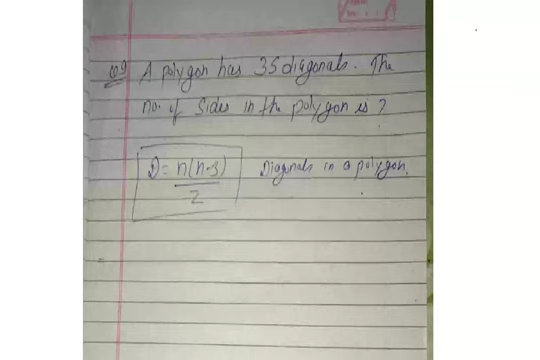 Q9 A polygon has 35 diagonals. The
no. of sides in the polygon is?
D = n(n-3)/2 Diagonals in a polygon.